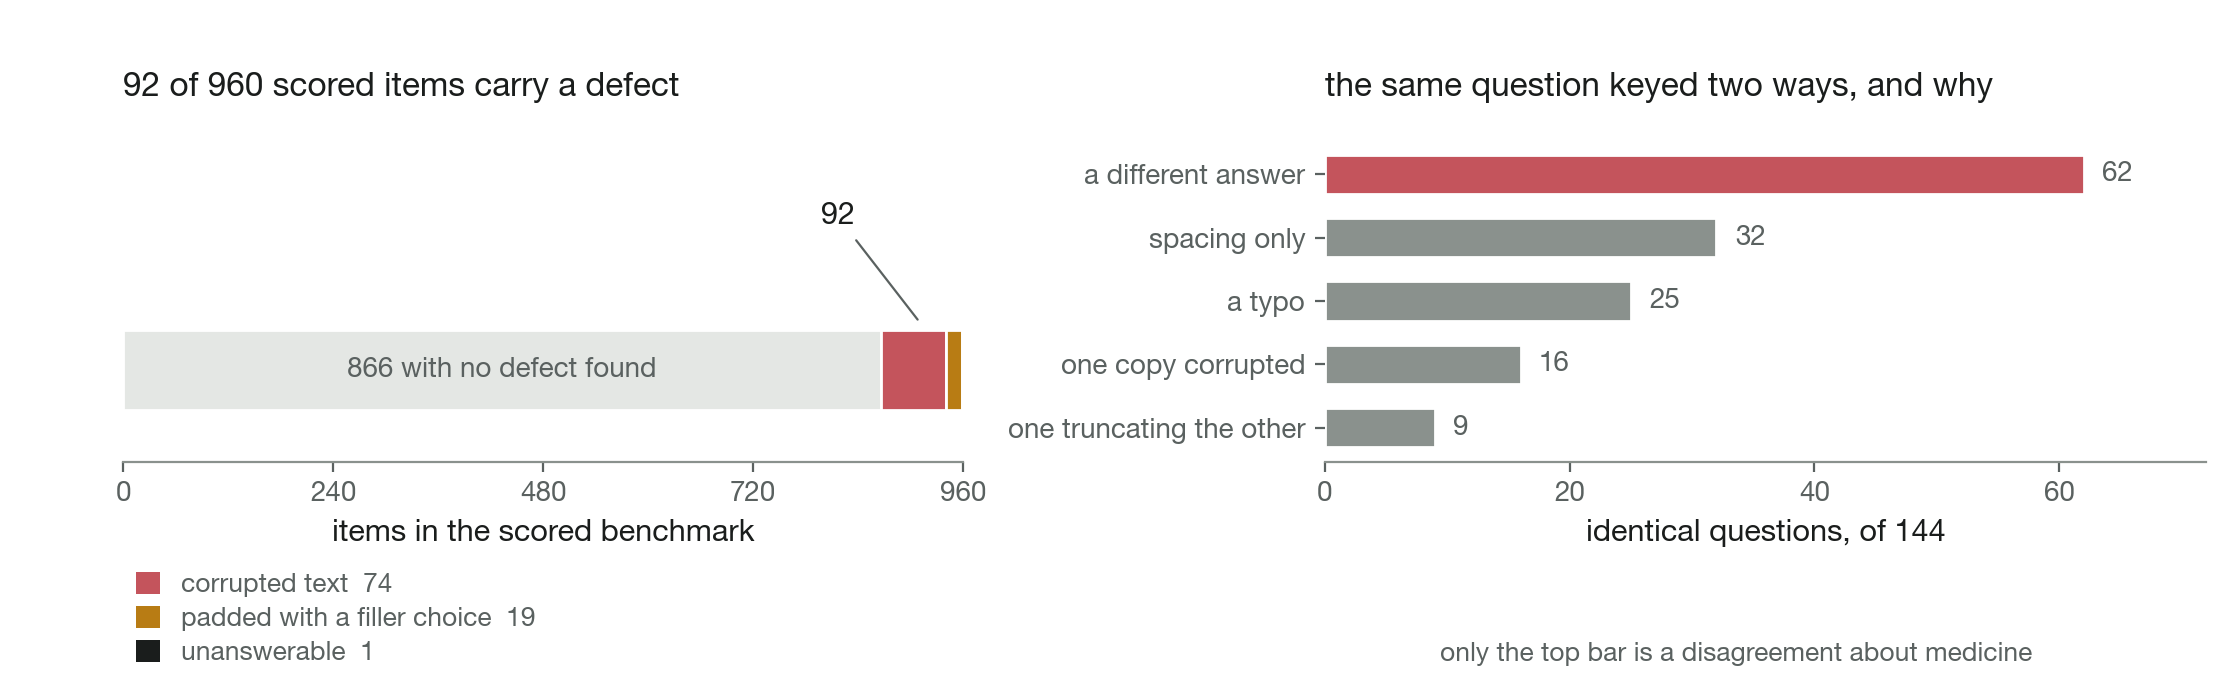 92 of 960 scored items carry a defect
92
866 with no defect found
0 240 480 720 960
items in the scored benchmark
corrupted text 74
padded with a filler choice 19
unanswerable 1
the same question keyed two ways, and why
a different answer 62
spacing only 32
a typo 25
one copy corrupted 16
one truncating the other 9
0 20 40 60
identical questions, of 144
only the top bar is a disagreement about medicine